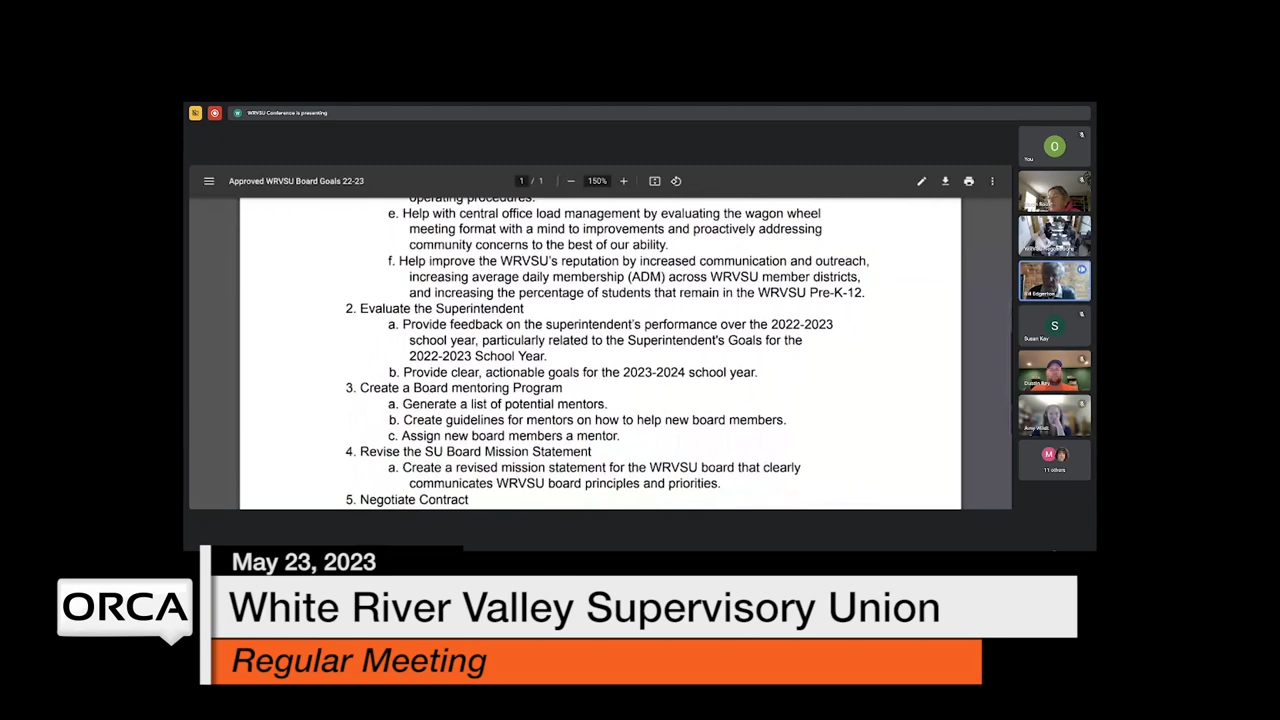 WRVSU Conference is presenting
Approved WRVSU Board Goals 22-23
1 / 1
150%
operating procedures.
e. Help with central office load management by evaluating the wagon wheel
meeting format with a mind to improvements and proactively addressing
community concerns to the best of our ability.
f. Help improve the WRVSU's reputation by increased communication and outreach,
increasing average daily membership (ADM) across WRVSU member districts,
and increasing the percentage of students that remain in the WRVSU Pre-K-12.
2. Evaluate the Superintendent
a. Provide feedback on the superintendent's performance over the 2022-2023
school year, particularly related to the Superintendent's Goals for the
2022-2023 School Year.
b. Provide clear, actionable goals for the 2023-2024 school year.
3. Create a Board mentoring Program
a. Generate a list of potential mentors.
b. Create guidelines for mentors on how to help new board members.
c. Assign new board members a mentor.
4. Revise the SU Board Mission Statement
a. Create a revised mission statement for the WRVSU board that clearly
communicates WRVSU board principles and priorities.
5. Negotiate Contract
O
You
Bill Edgerton
S
Susan Kay
Amy Wildt
M
11 others
May 23, 2023
ORCA
White River Valley Supervisory Union
Regular Meeting